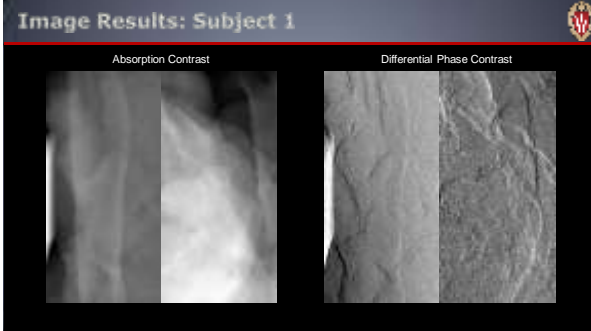 Image Results: Subject 1
Absorption Contrast
Differential Phase Contrast